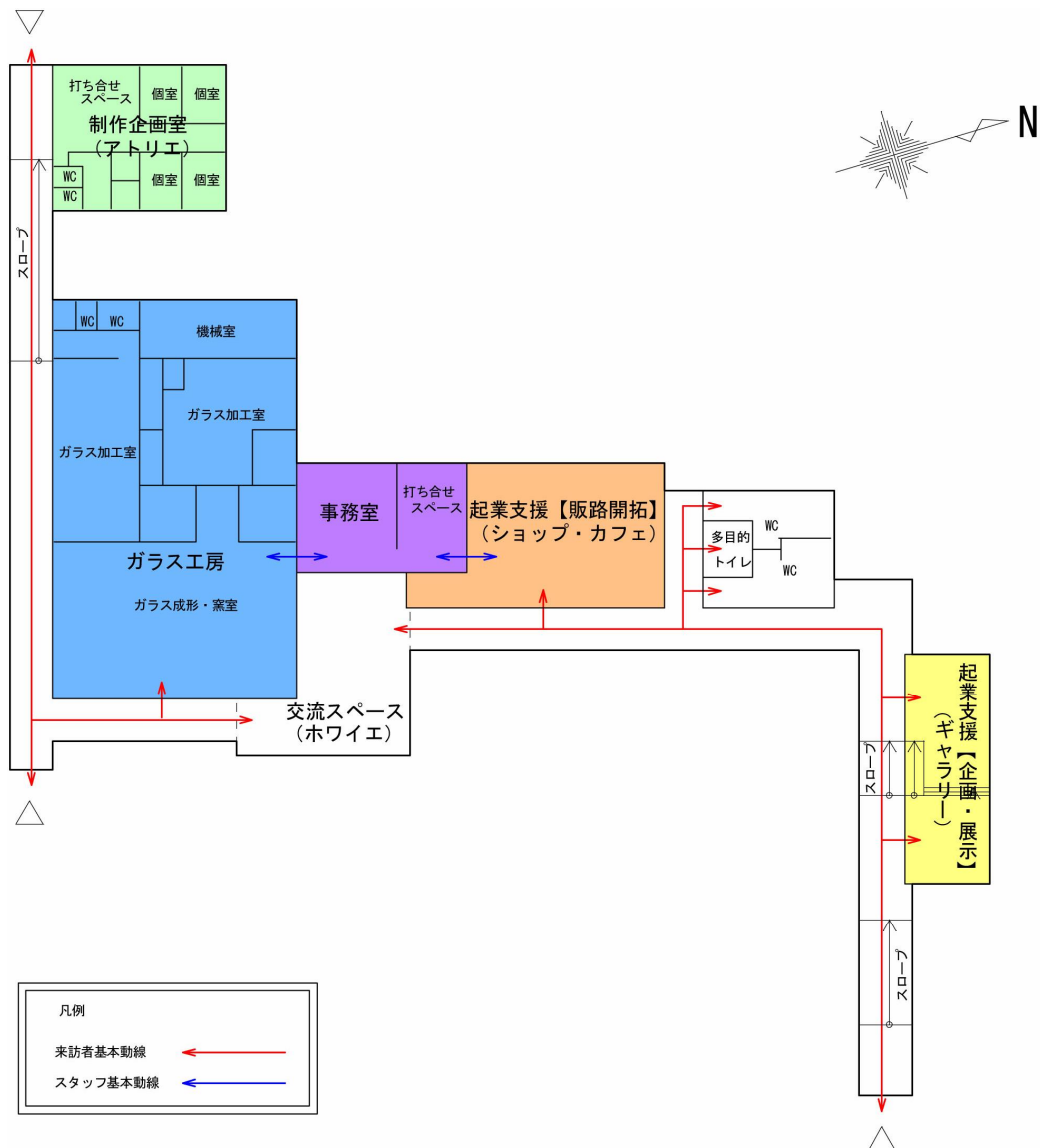 N
打ち合せ
スペース
個室
個室
制作企画室
(アトリエ)
WC
WC
個室
個室
スロープ
WC
WC
機械室
ガラス加工室
ガラス加工室
ガラス工房
ガラス成形・窯室
事務室
打ち合せ
スペース
起業支援【販路開拓】
(ショップ・カフェ)
多目的
トイレ
WC
WC
交流スペース
(ホワイエ)
起業支援【企画・展示】
(ギャラリー)
スロープ
スロープ
凡例
来訪者基本動線
スタッフ基本動線